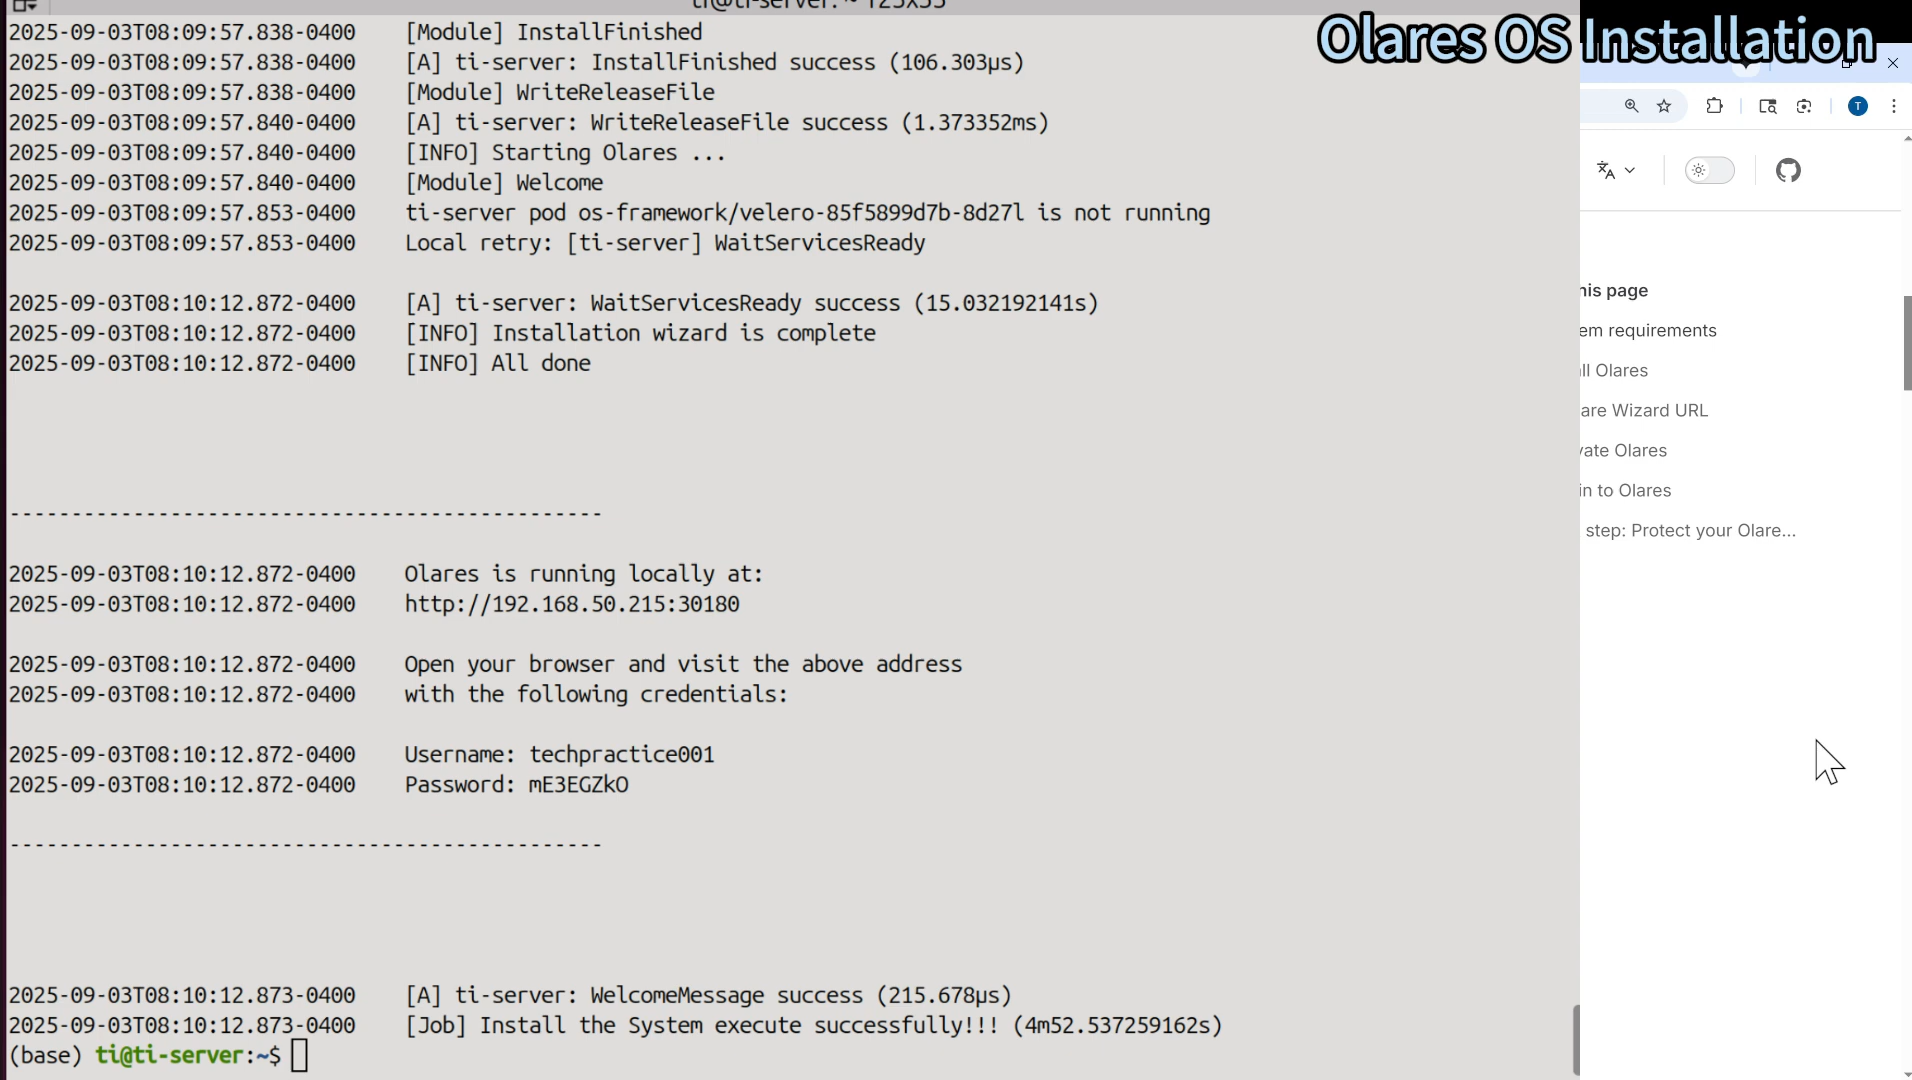 ti@ti-server: ~ 125x55
Olares OS Installation
2025-09-03T08:09:57.838-0400 [Module] InstallFinished
2025-09-03T08:09:57.838-0400 [A] ti-server: InstallFinished success (106.303µs)
2025-09-03T08:09:57.838-0400 [Module] WriteReleaseFile
2025-09-03T08:09:57.840-0400 [A] ti-server: WriteReleaseFile success (1.373352ms)
2025-09-03T08:09:57.840-0400 [INFO] Starting Olares ...
2025-09-03T08:09:57.840-0400 [Module] Welcome
2025-09-03T08:09:57.853-0400 ti-server pod os-framework/velero-85f5899d7b-8d27l is not running
2025-09-03T08:09:57.853-0400 Local retry: [ti-server] WaitServicesReady
2025-09-03T08:10:12.872-0400 [A] ti-server: WaitServicesReady success (15.032192141s)
2025-09-03T08:10:12.872-0400 [INFO] Installation wizard is complete
2025-09-03T08:10:12.872-0400 [INFO] All done
----------------------------------------------
2025-09-03T08:10:12.872-0400 Olares is running locally at:
2025-09-03T08:10:12.872-0400 http://192.168.50.215:30180
2025-09-03T08:10:12.872-0400 Open your browser and visit the above address
2025-09-03T08:10:12.872-0400 with the following credentials:
2025-09-03T08:10:12.872-0400 Username: techpractice001
2025-09-03T08:10:12.872-0400 Password: mE3EGZkO
----------------------------------------------
2025-09-03T08:10:12.873-0400 [A] ti-server: WelcomeMessage success (215.678µs)
2025-09-03T08:10:12.873-0400 [Job] Install the System execute successfully!!! (4m52.537259162s)
(base) ti@ti-server:~$
T
his page
em requirements
all Olares
are Wizard URL
vate Olares
in to Olares
step: Protect your Olare...